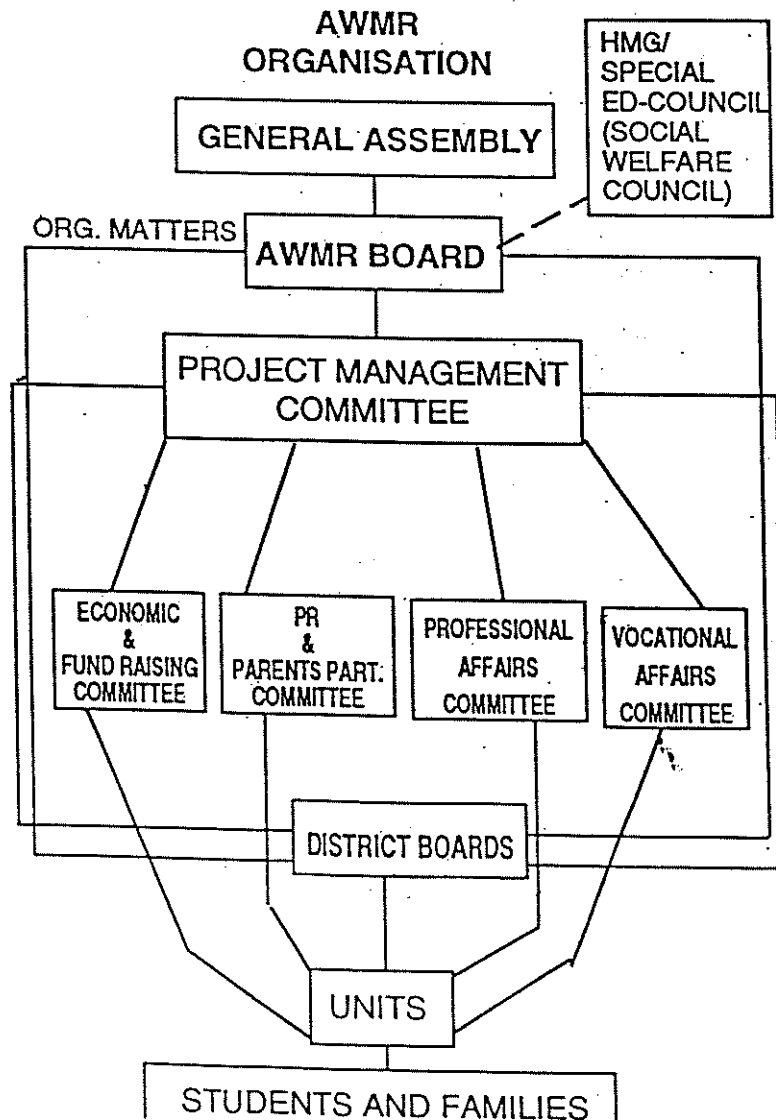 AWMR
ORGANISATION
HMG/
SPECIAL
ED-COUNCIL
(SOCIAL
WELFARE
COUNCIL)
GENERAL ASSEMBLY
ORG. MATTERS
AWMR BOARD
PROJECT MANAGEMENT
COMMITTEE
ECONOMIC
&
FUND RAISING
COMMITTEE
PR
&
PARENTS PART.
COMMITTEE
PROFESSIONAL
AFFAIRS
COMMITTEE
VOCATIONAL
AFFAIRS
COMMITTEE
DISTRICT BOARDS
UNITS
STUDENTS AND FAMILIES